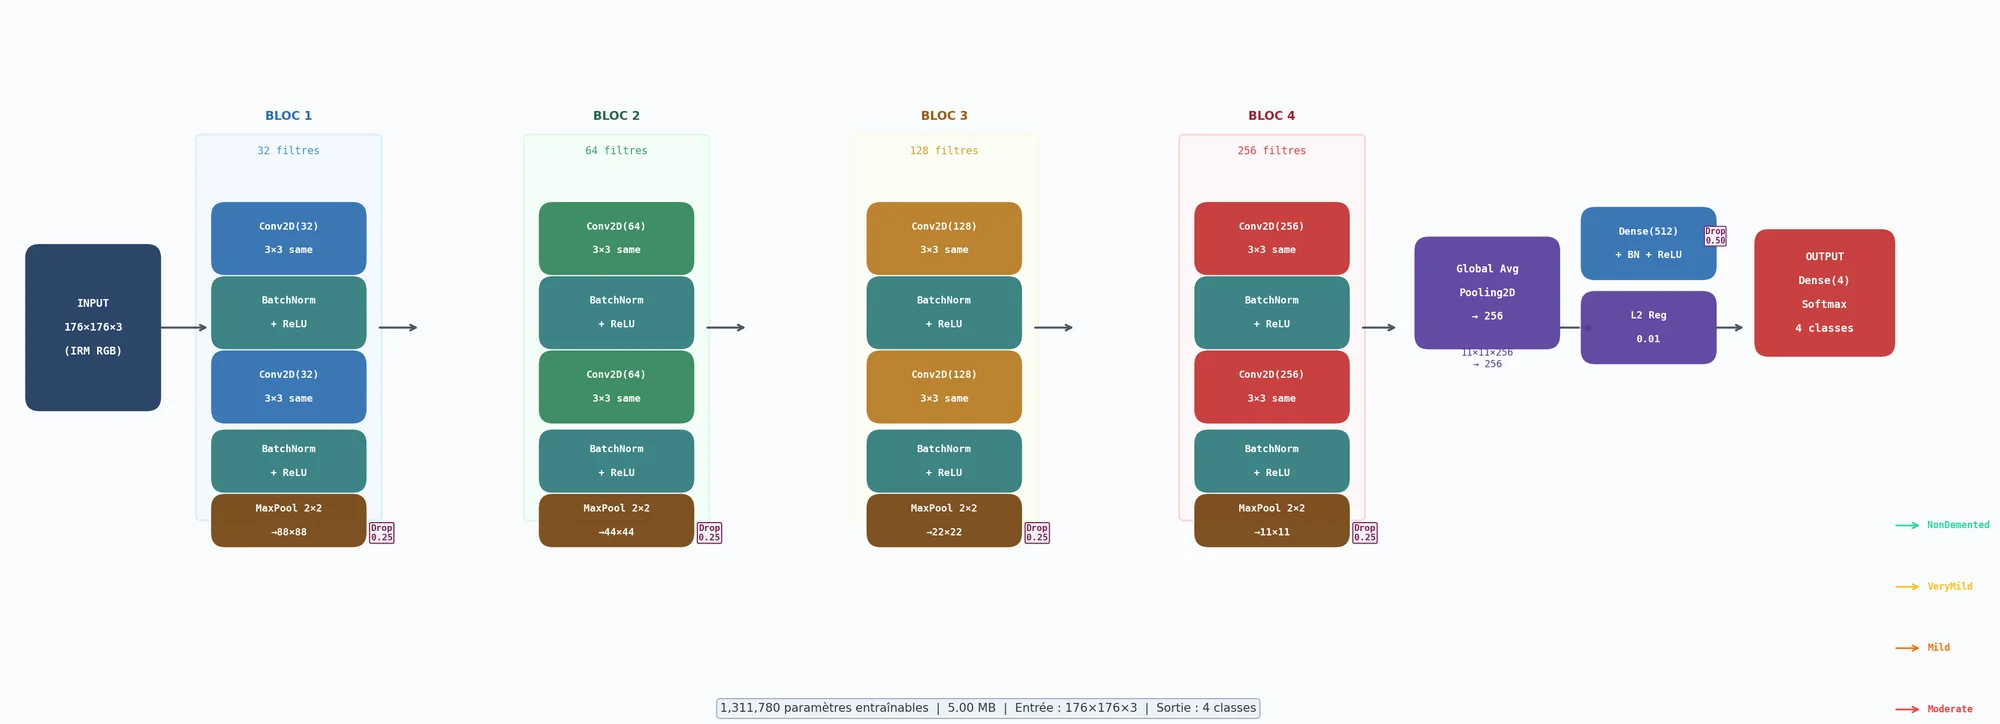 INPUT
176×176×3
(IRM RGB)
BLOC 1
32 filtres
Conv2D(32)
3×3 same
BatchNorm
+ ReLU
Conv2D(32)
3×3 same
BatchNorm
+ ReLU
MaxPool 2×2
→88×88
Drop
0.25
BLOC 2
64 filtres
Conv2D(64)
3×3 same
BatchNorm
+ ReLU
Conv2D(64)
3×3 same
BatchNorm
+ ReLU
MaxPool 2×2
→44×44
Drop
0.25
BLOC 3
128 filtres
Conv2D(128)
3×3 same
BatchNorm
+ ReLU
Conv2D(128)
3×3 same
BatchNorm
+ ReLU
MaxPool 2×2
→22×22
Drop
0.25
BLOC 4
256 filtres
Conv2D(256)
3×3 same
BatchNorm
+ ReLU
Conv2D(256)
3×3 same
BatchNorm
+ ReLU
MaxPool 2×2
→11×11
Drop
0.25
Global Avg
Pooling2D
→ 256
11×11×256
→ 256
Dense(512)
+ BN + ReLU
Drop
0.50
L2 Reg
0.01
OUTPUT
Dense(4)
Softmax
4 classes
NonDemented
VeryMild
Mild
Moderate
1,311,780 paramètres entraînables | 5.00 MB | Entrée : 176×176×3 | Sortie : 4 classes